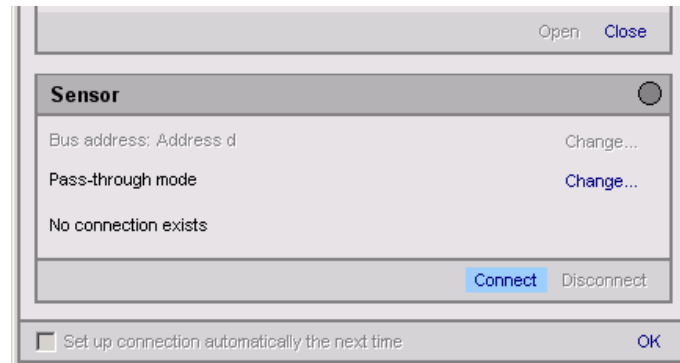 Open Close
Sensor
Bus address: Address d Change...
Pass-through mode Change...
No connection exists
Connect Disconnect
Set up connection automatically the next time OK